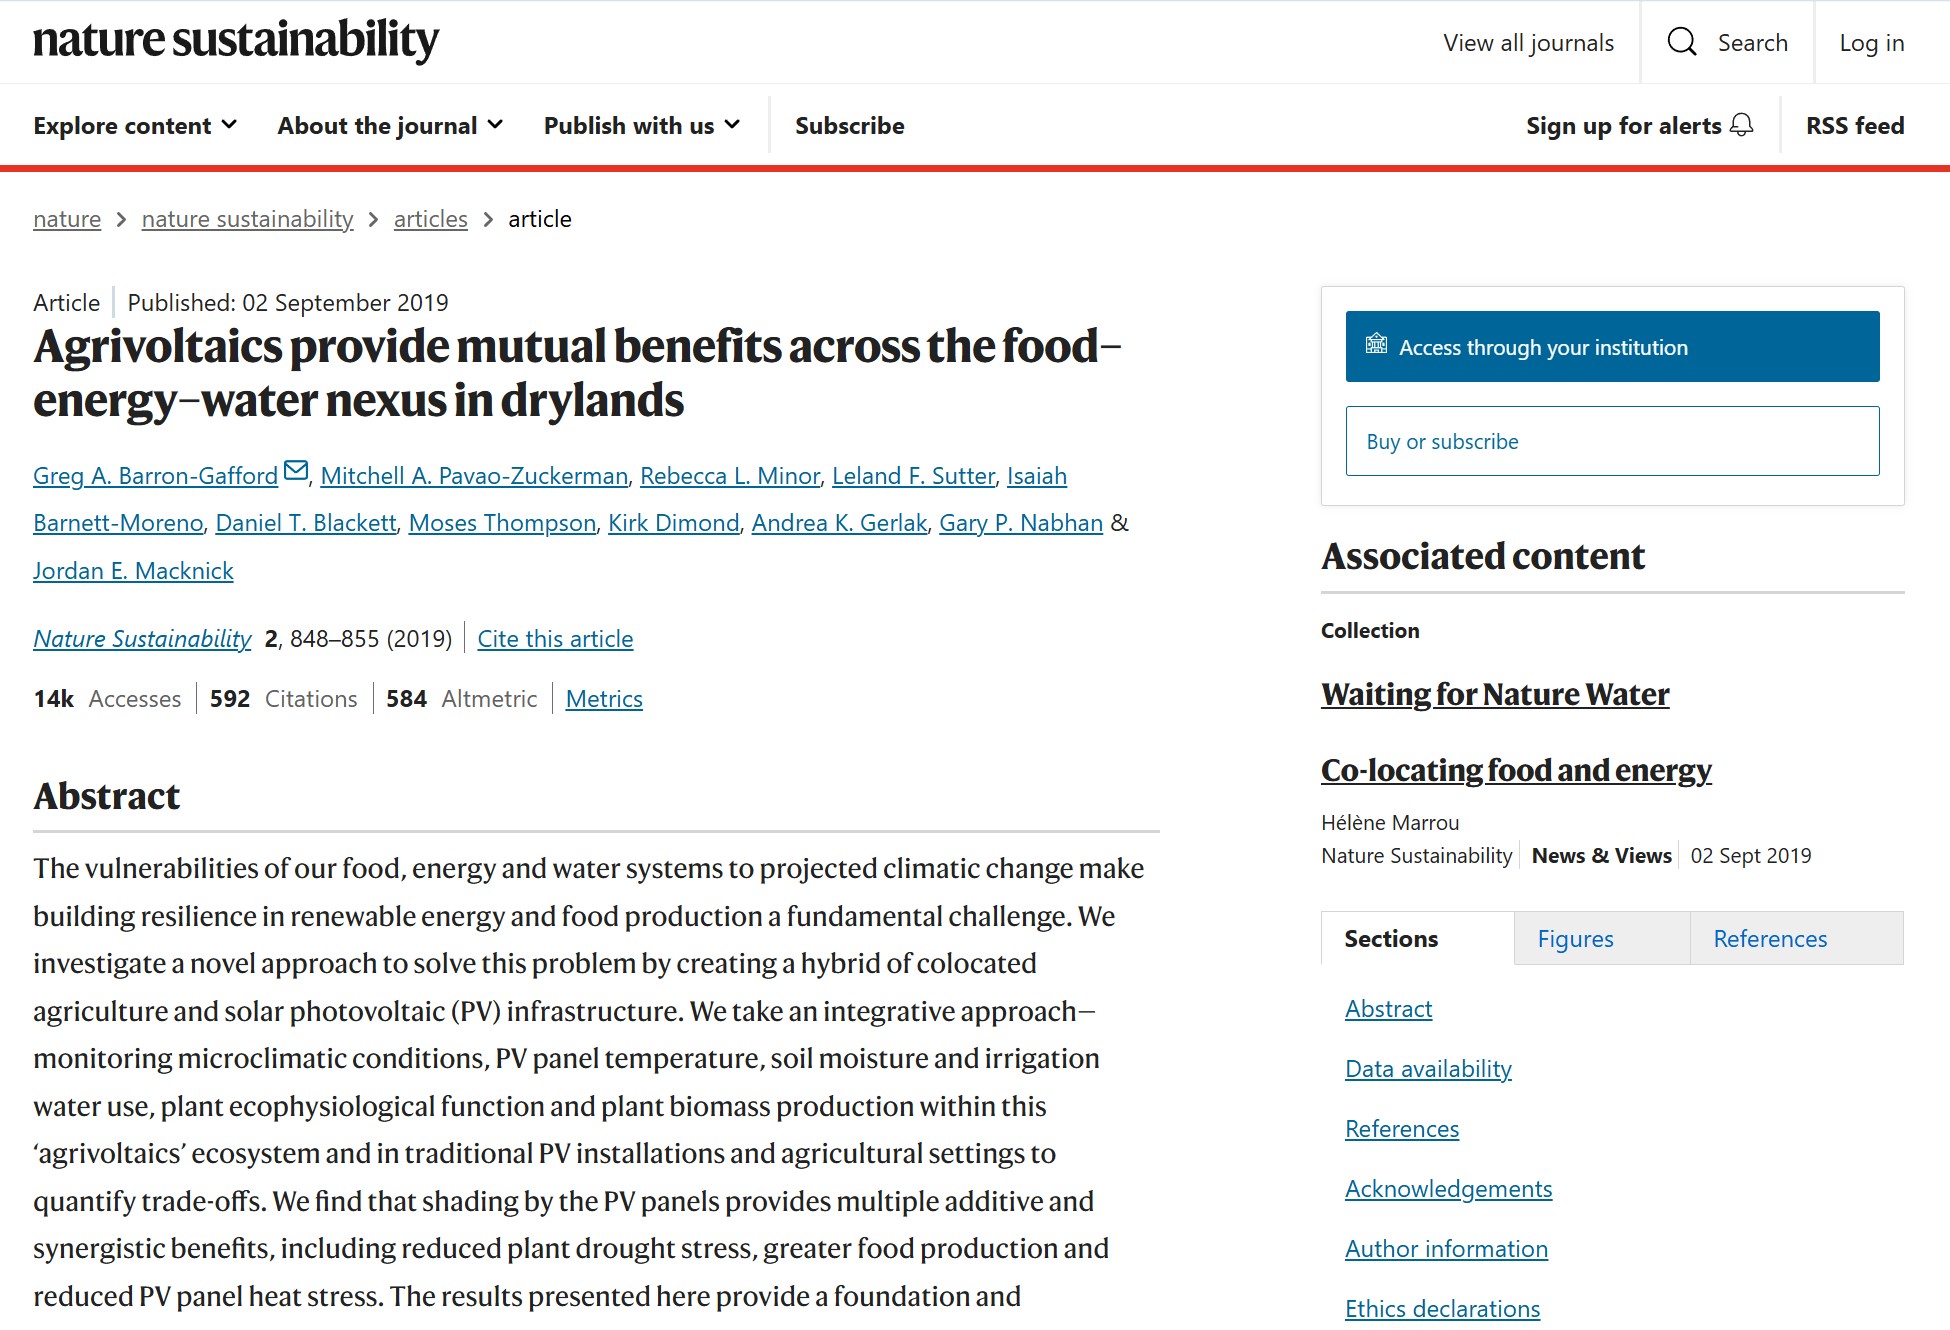 nature sustainability
View all journals
Search
Log in
Explore content
About the journal
Publish with us
Subscribe
Sign up for alerts
RSS feed
nature > nature sustainability > articles > article
Article | Published: 02 September 2019
Agrivoltaics provide mutual benefits across the food–
energy–water nexus in drylands
Greg A. Barron-Gafford, Mitchell A. Pavao-Zuckerman, Rebecca L. Minor, Leland F. Sutter, Isaiah
Barnett-Moreno, Daniel T. Blackett, Moses Thompson, Kirk Dimond, Andrea K. Gerlak, Gary P. Nabhan &
Jordan E. Macknick
Nature Sustainability 2, 848–855 (2019) | Cite this article
14k Accesses | 592 Citations | 584 Altmetric | Metrics
Abstract
The vulnerabilities of our food, energy and water systems to projected climatic change make
building resilience in renewable energy and food production a fundamental challenge. We
investigate a novel approach to solve this problem by creating a hybrid of colocated
agriculture and solar photovoltaic (PV) infrastructure. We take an integrative approach—
monitoring microclimatic conditions, PV panel temperature, soil moisture and irrigation
water use, plant ecophysiological function and plant biomass production within this
‘agrivoltaics’ ecosystem and in traditional PV installations and agricultural settings to
quantify trade-offs. We find that shading by the PV panels provides multiple additive and
synergistic benefits, including reduced plant drought stress, greater food production and
reduced PV panel heat stress. The results presented here provide a foundation and
Access through your institution
Buy or subscribe
Associated content
Collection
Waiting for Nature Water
Co-locating food and energy
Hélène Marrou
Nature Sustainability | News & Views | 02 Sept 2019
Sections
Figures
References
Abstract
Data availability
References
Acknowledgements
Author information
Ethics declarations